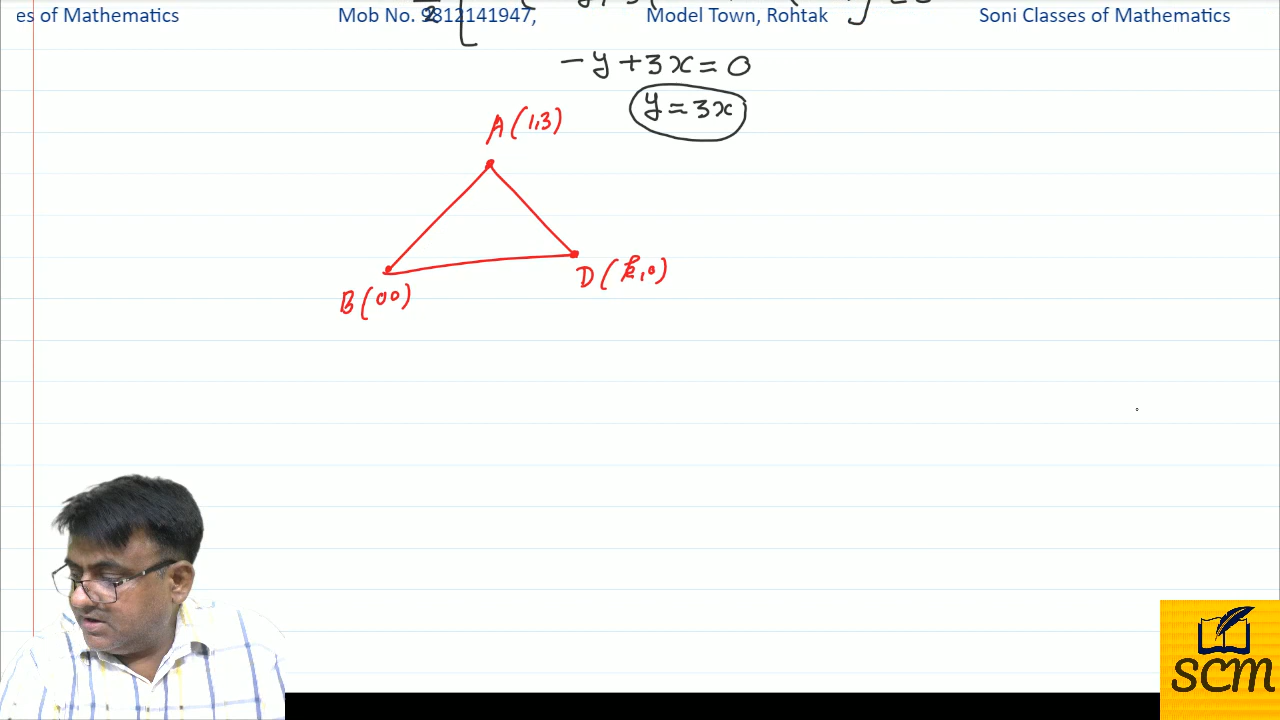 es of Mathematics Mob No. 9812141947, Model Town, Rohtak Soni Classes of Mathematics
-y + 3x = 0
y = 3x
A (1,3)
D (k,0)
B (00)
SCM